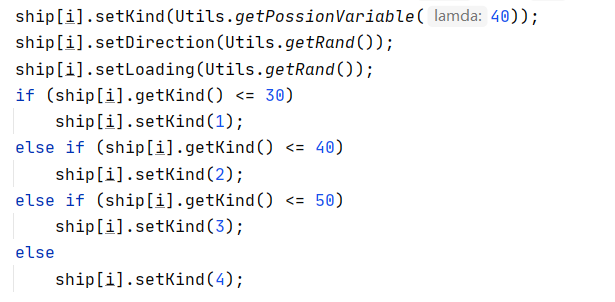 ship[i].setKind(Utils.getPossionVariable( lamda: 40));
ship[i].setDirection(Utils.getRand());
ship[i].setLoading(Utils.getRand());
if (ship[i].getKind() <= 30)
    ship[i].setKind(1);
else if (ship[i].getKind() <= 40)
    ship[i].setKind(2);
else if (ship[i].getKind() <= 50)
    ship[i].setKind(3);
else
    ship[i].setKind(4);